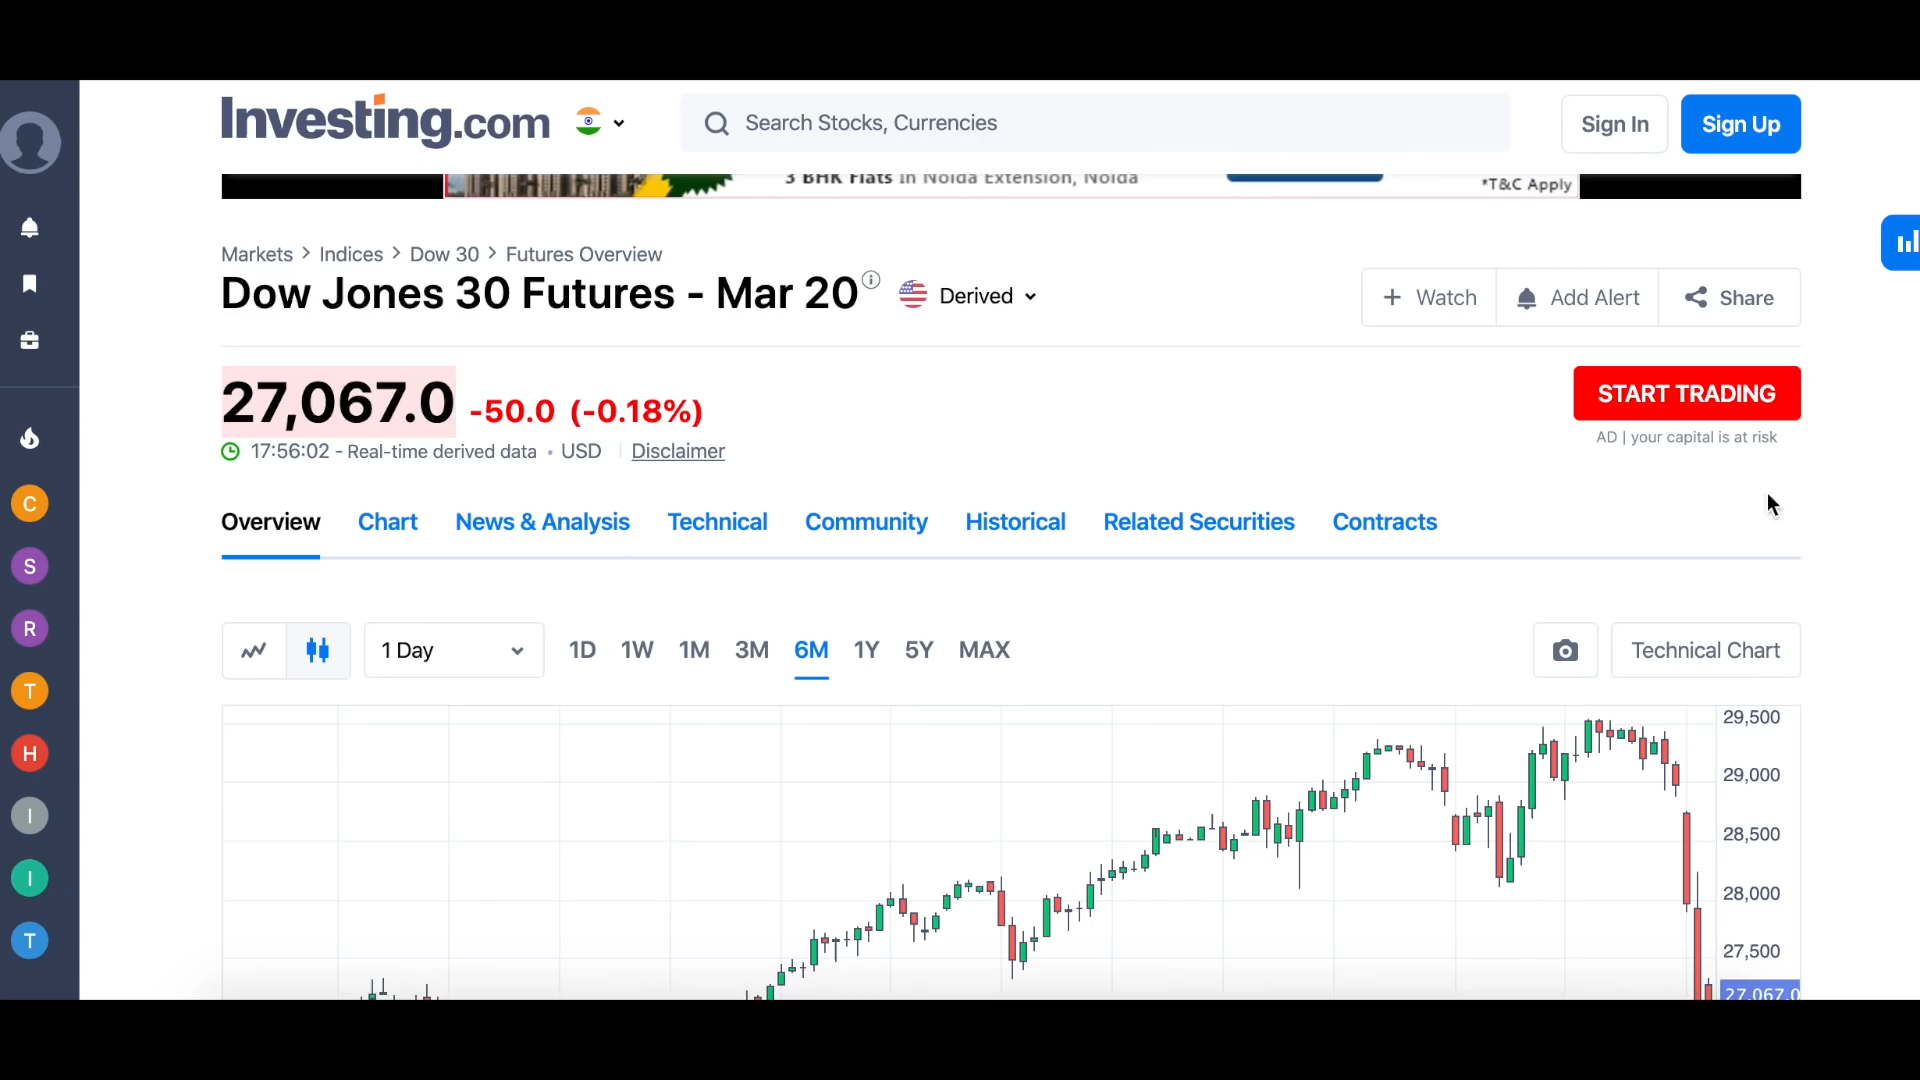 Investing.com
Search Stocks, Currencies
Sign In
Sign Up
3 BHK Flats In Noida Extension, Noida
*T&C Apply
Markets > Indices > Dow 30 > Futures Overview
Dow Jones 30 Futures - Mar 20
Derived
+ Watch
Add Alert
Share
27,067.0 -50.0 (-0.18%)
START TRADING
AD | your capital is at risk
17:56:02 - Real-time derived data • USD | Disclaimer
Overview Chart News & Analysis Technical Community Historical Related Securities Contracts
1 Day
1D 1W 1M 3M 6M 1Y 5Y MAX
Technical Chart
29,500
29,000
28,500
28,000
27,500
27,067.0
C
S
R
T
H
I
I
T